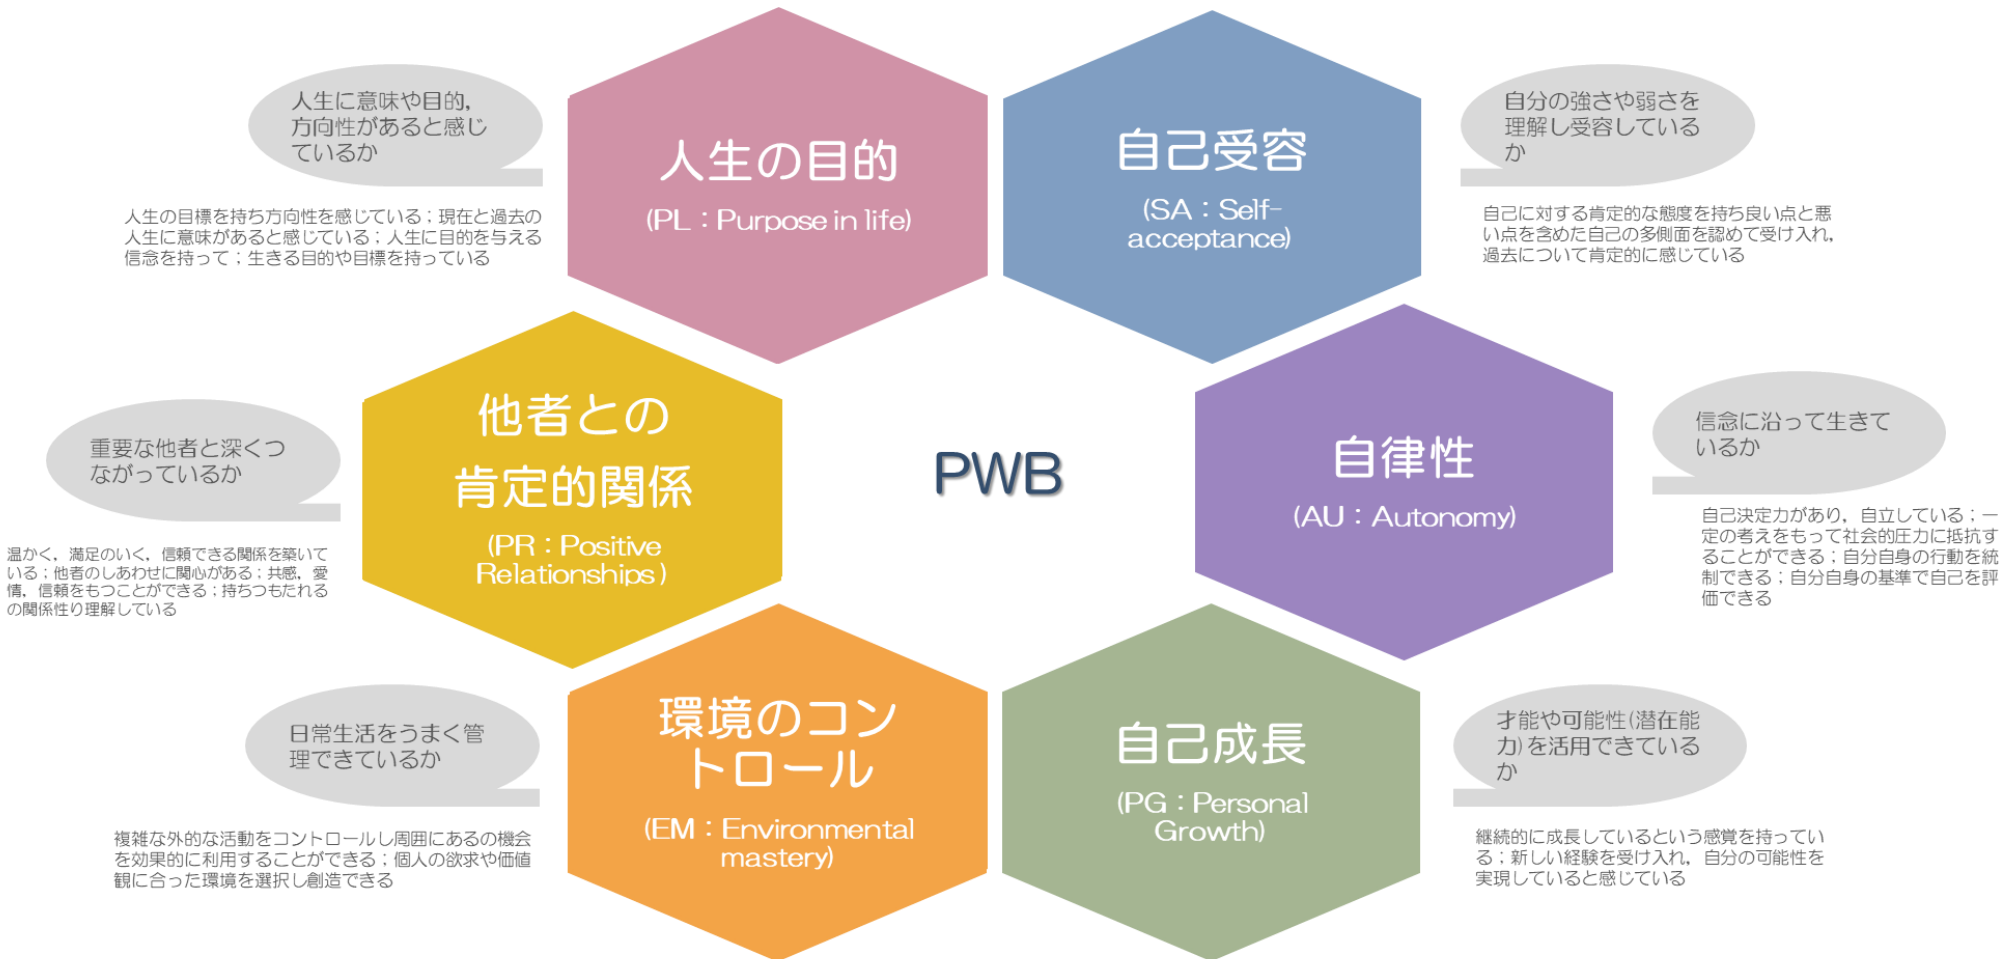 人生に意味や目的，
方向性があると感じ
ているか
人生の目標を持ち方向性を感じている；現在と過去の
人生に意味があると感じている；人生に目的を与える
信念を持って；生きる目的や目標を持っている
人生の目的
(PL：Purpose in life)
自己受容
(SA：Self-
acceptance)
自分の強さや弱さを
理解し受容している
か
自己に対する肯定的な態度を持ち良い点と悪
い点を含めた自己の多側面を認めて受け入れ，
過去について肯定的に感じている
重要な他者と深くつ
ながっているか
温かく，満足のいく，信頼できる関係を築いて
いる；他者のしあわせに関心がある；共感，愛
情，信頼をもつことができる；持ちつもたれる
の関係性り理解している
他者との
肯定的関係
(PR：Positive
Relationships)
PWB
自律性
(AU：Autonomy)
信念に沿って生きて
いるか
自己決定力があり，自立している；一
定の考えをもって社会的圧力に抵抗す
ることができる；自分自身の行動を統
制できる；自分自身の基準で自己を評
価できる
日常生活をうまく管
理できているか
複雑な外的な活動をコントロールし周囲にあるの機会
を効果的に利用することができる；個人の欲求や価値
観に合った環境を選択し創造できる
環境のコン
トロール
(EM：Environmental
mastery)
自己成長
(PG：Personal
Growth)
才能や可能性(潜在能
力)を活用できている
か
継続的に成長しているという感覚を持ってい
る；新しい経験を受け入れ，自分の可能性を
実現していると感じている